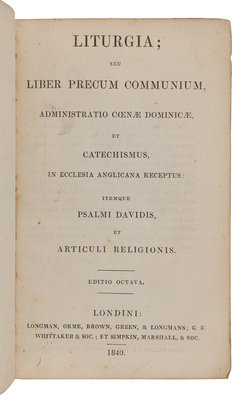 LITURGIA;
SEU
LIBER PRECUM COMMUNIUM,
ADMINISTRATIO CŒNÆ DOMINICÆ,
ET
CATECHISMUS,
IN ECCLESIA ANGLICANA RECEPTUS:
ITEMQUE
PSALMI DAVIDIS,
ET
ARTICULI RELIGIONIS.
EDITIO OCTAVA.
LONDINI:
LONGMAN, ORME, BROWN, GREEN, & LONGMANS; G. B
WHITTAKER & SOC.; ET SIMPKIN, MARSHALL, & SOC.
1840.